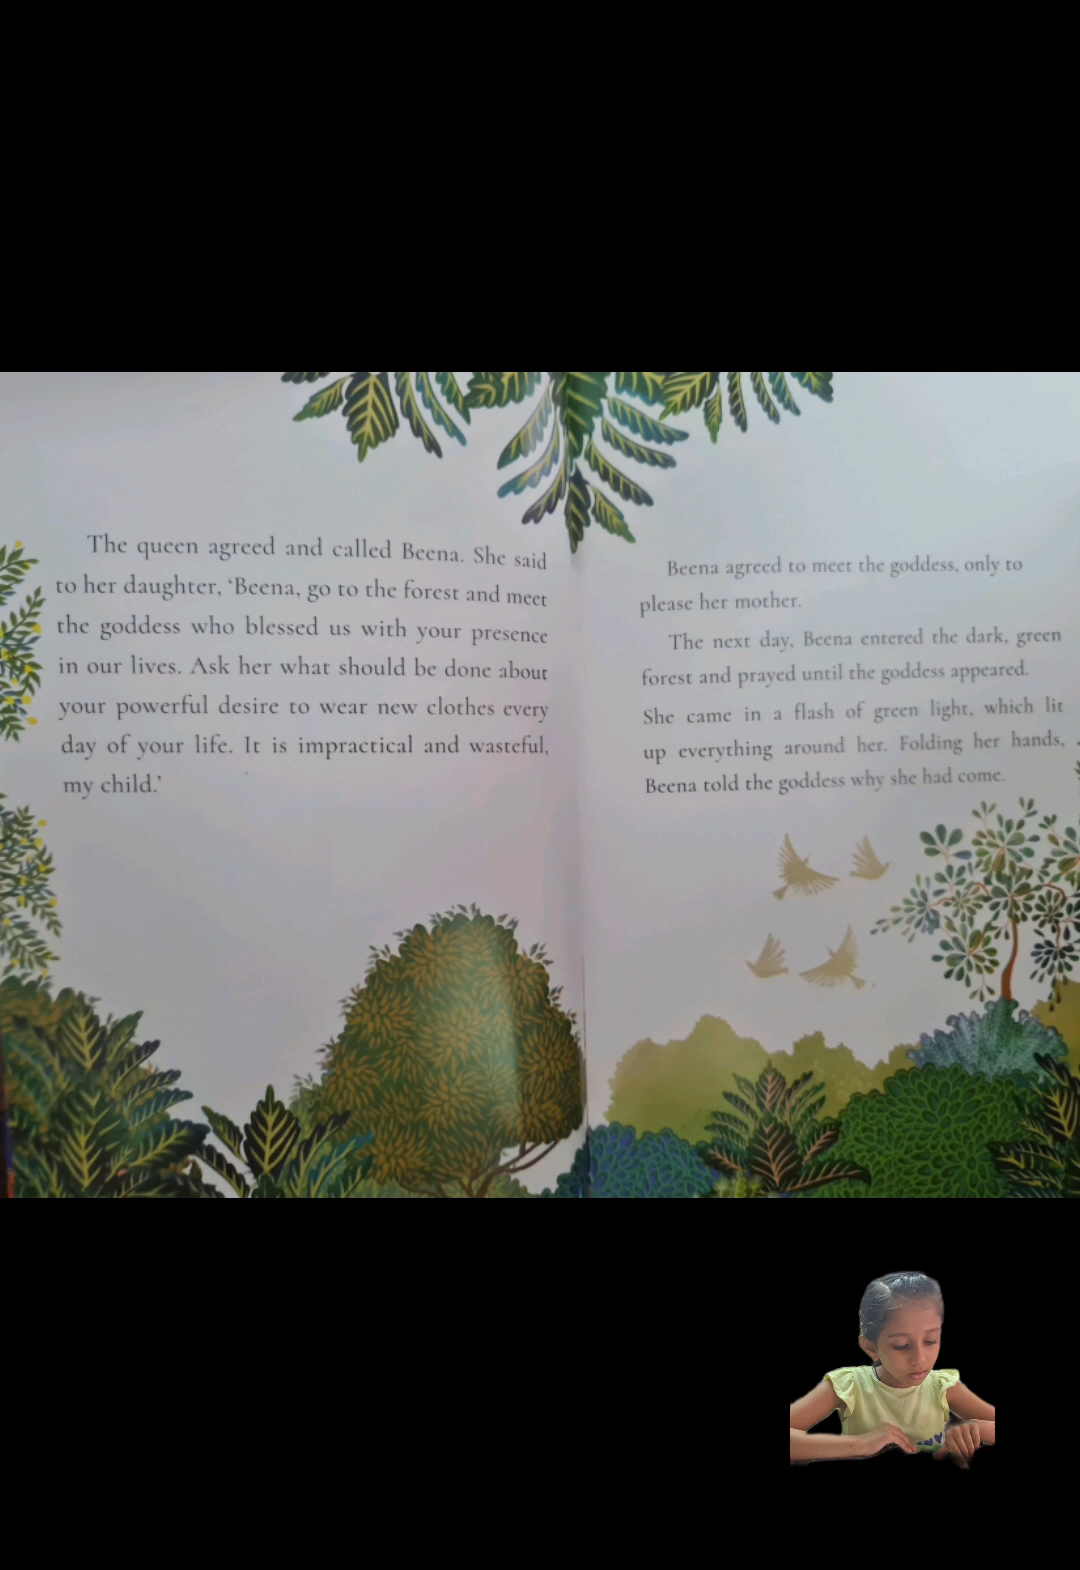 The queen agreed and called Beena. She said
to her daughter, ‘Beena, go to the forest and meet
the goddess who blessed us with your presence
in our lives. Ask her what should be done about
your powerful desire to wear new clothes every
day of your life. It is impractical and wasteful,
my child.’
Beena agreed to meet the goddess, only to
please her mother.
The next day, Beena entered the dark, green
forest and prayed until the goddess appeared.
She came in a flash of green light, which lit
up everything around her. Folding her hands,
Beena told the goddess why she had come.